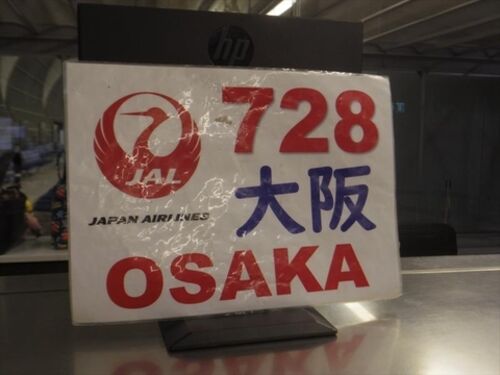 hp
728
JAL
大阪
JAPAN AIRLINES
OSAKA